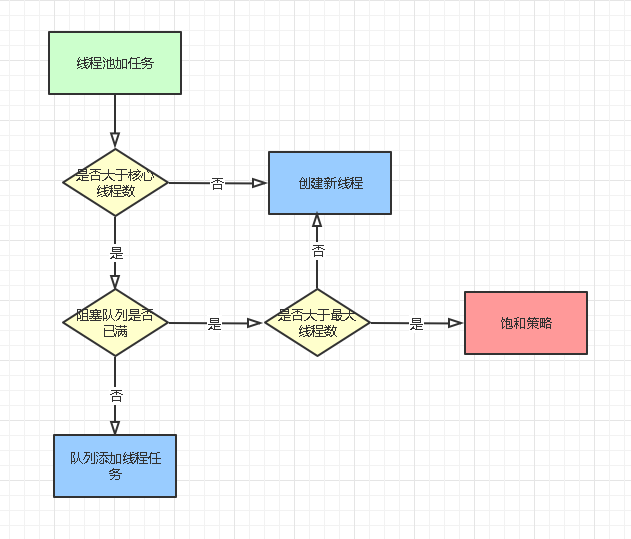 线程池加任务
是否大于核心
线程数
否
创建新线程
是
否
阻塞队列是否
已满
是
是否大于最大
线程数
是
饱和策略
否
队列添加线程任
务